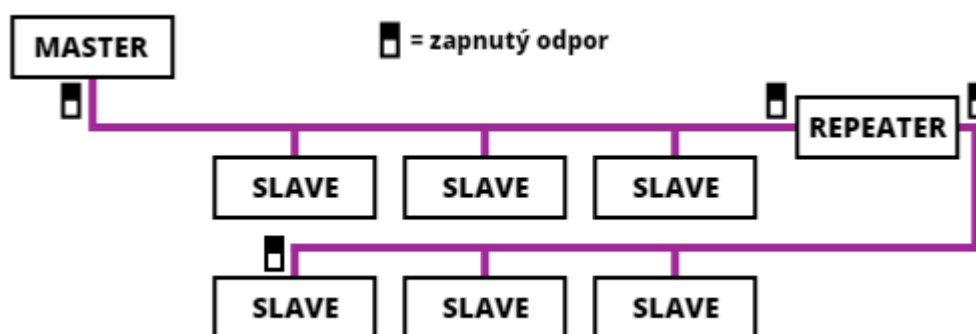 MASTER
= zapnutý odpor
REPEATER
SLAVE SLAVE SLAVE
SLAVE SLAVE SLAVE